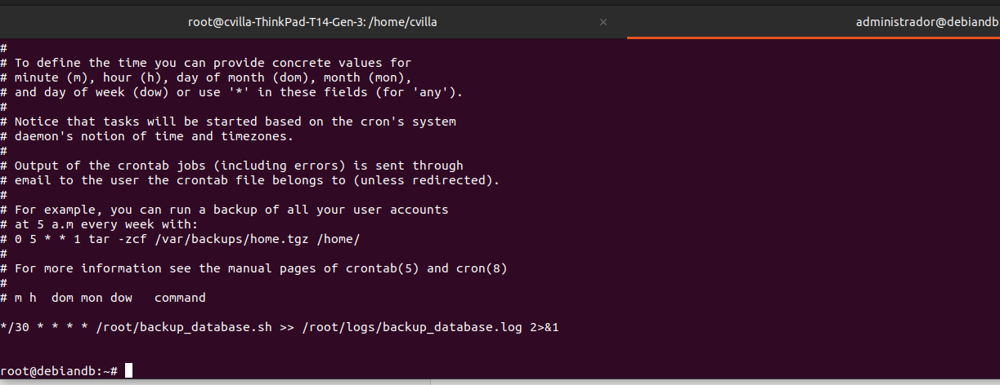 root@cvilla-ThinkPad-T14-Gen-3: /home/cvilla
administrador@debiandb
#
# To define the time you can provide concrete values for
# minute (m), hour (h), day of month (dom), month (mon),
# and day of week (dow) or use '*' in these fields (for 'any').
#
# Notice that tasks will be started based on the cron's system
# daemon's notion of time and timezones.
#
# Output of the crontab jobs (including errors) is sent through
# email to the user the crontab file belongs to (unless redirected).
#
# For example, you can run a backup of all your user accounts
# at 5 a.m every week with:
# 0 5 * * 1 tar -zcf /var/backups/home.tgz /home/
#
# For more information see the manual pages of crontab(5) and cron(8)
#
# m h  dom mon dow   command
*/30 * * * * /root/backup_database.sh >> /root/logs/backup_database.log 2>&1
root@debiandb:~#